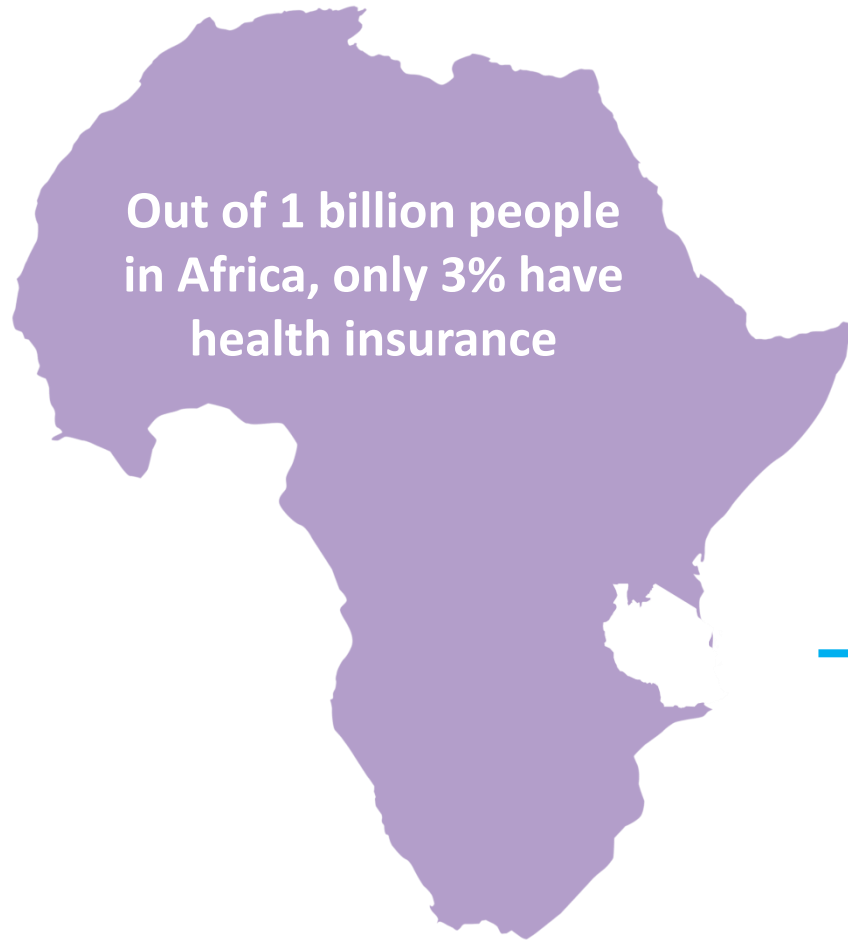 Out of 1 billion people
in Africa, only 3% have
health insurance